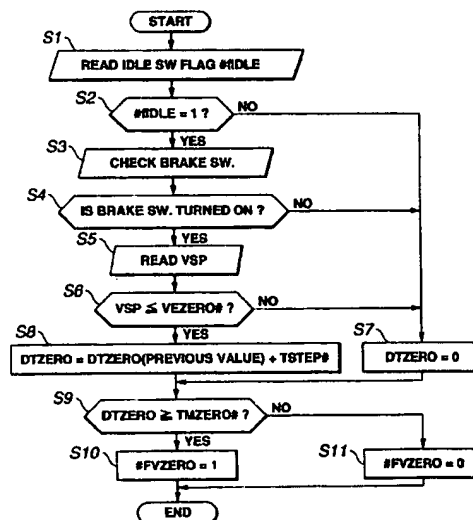 START
S1
READ IDLE SW FLAG #fIDLE
S2
#fIDLE = 1 ?
NO
YES
S3
CHECK BRAKE SW.
S4
IS BRAKE SW. TURNED ON ?
NO
YES
S5
READ VSP
S6
VSP ≦ VEZERO# ?
NO
YES
S8
DTZERO = DTZERO(PREVIOUS VALUE) + TSTEP#
S7
DTZERO = 0
S9
DTZERO ≧ TMZERO# ?
NO
YES
S10
#FVZERO = 1
S11
#FVZERO = 0
END